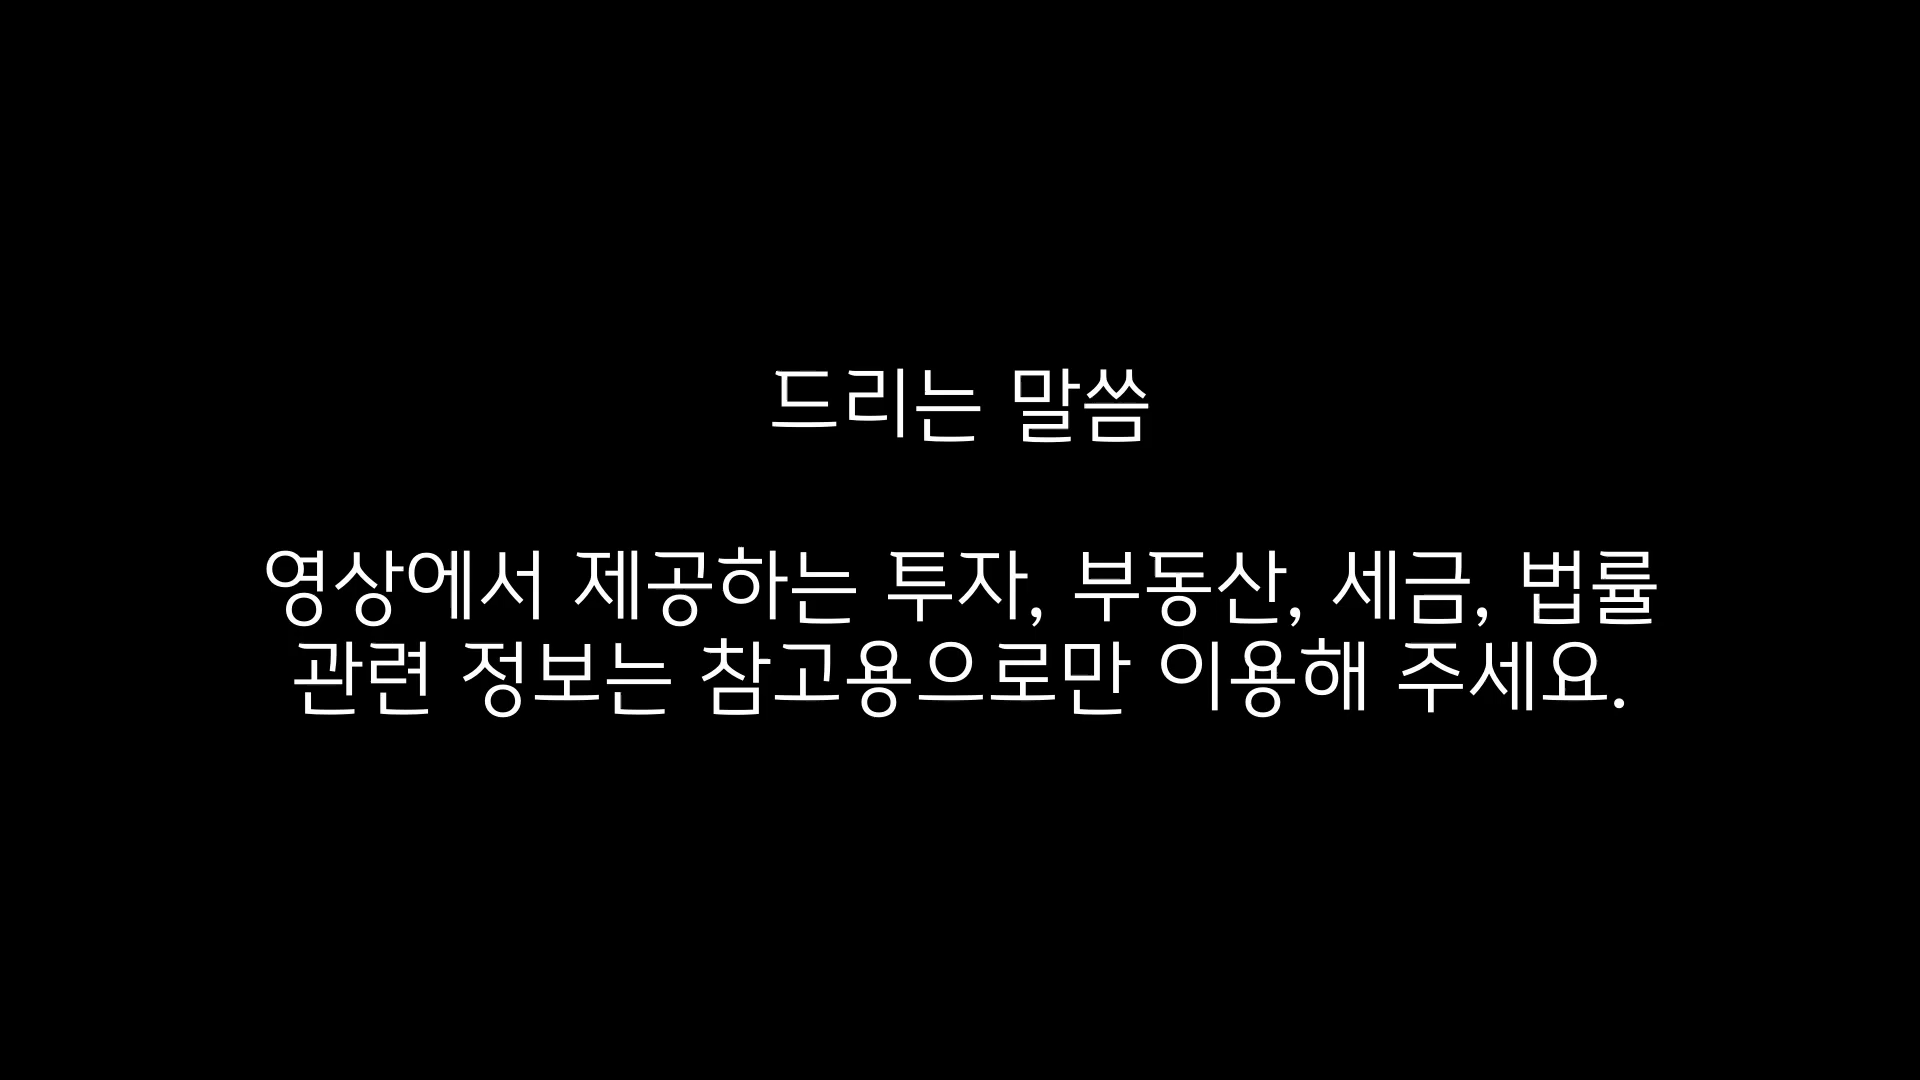 드리는 말씀
영상에서 제공하는 투자, 부동산, 세금, 법률
관련 정보는 참고용으로만 이용해 주세요.